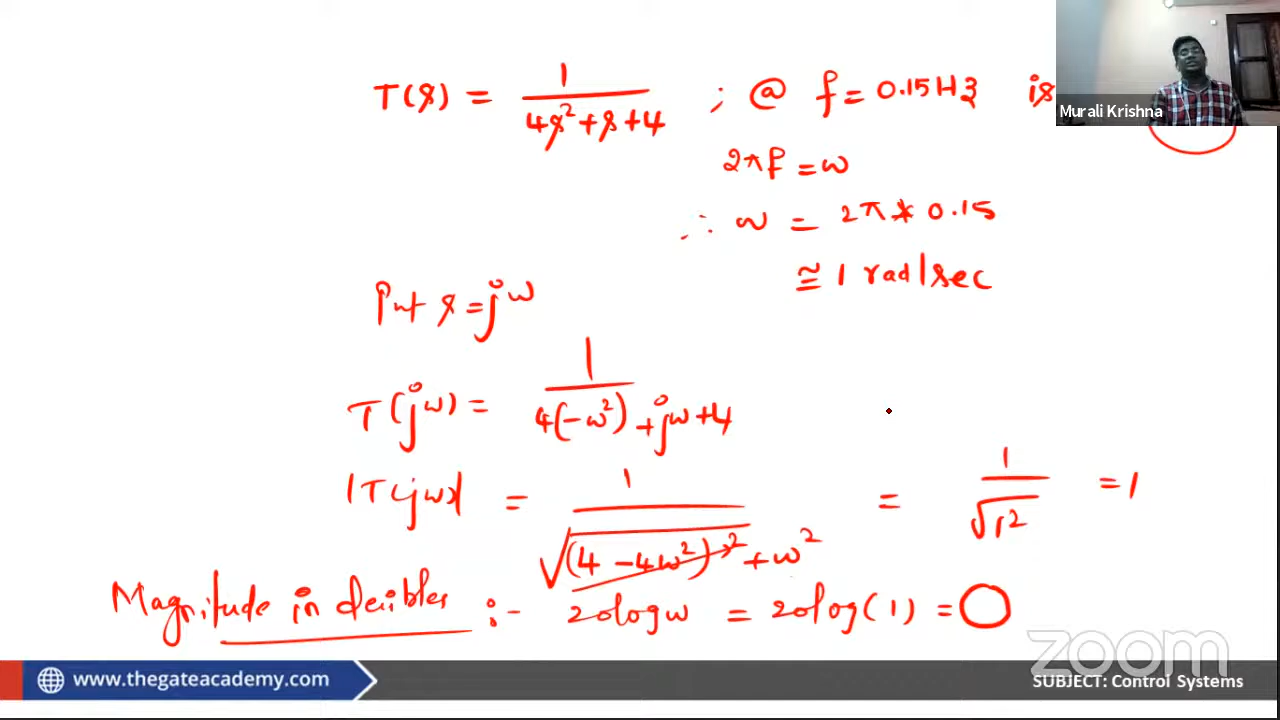 T(s) = 1 / (4s² + s + 4) ; @ f = 0.15 Hz is
Murali Krishna
2πf = ω
∴ ω = 2π * 0.15
≅ 1 rad/sec
Put s = jω
T(jω) = 1 / (4(-ω²) + jω + 4)
|T(jω)| = 1 / √((4 - 4ω²)² + ω²) = 1 / √1² = 1
Magnitude in decibles :- 20logω = 20log(1) = 0
zoom
www.thegateacademy.com
SUBJECT: Control Systems